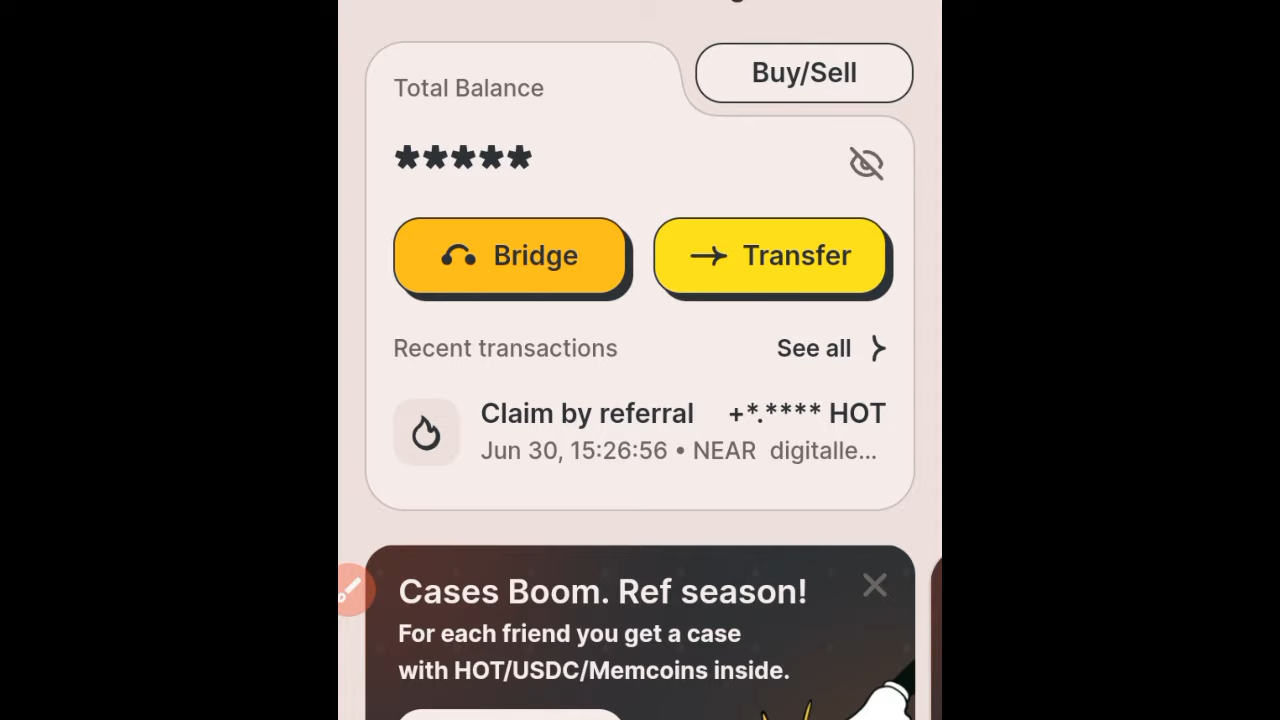 Total Balance
Buy/Sell
*****
Bridge
Transfer
Recent transactions
See all
Claim by referral +*.**** HOT
Jun 30, 15:26:56 • NEAR digitalle...
Cases Boom. Ref season!
For each friend you get a case
with HOT/USDC/Memcoins inside.